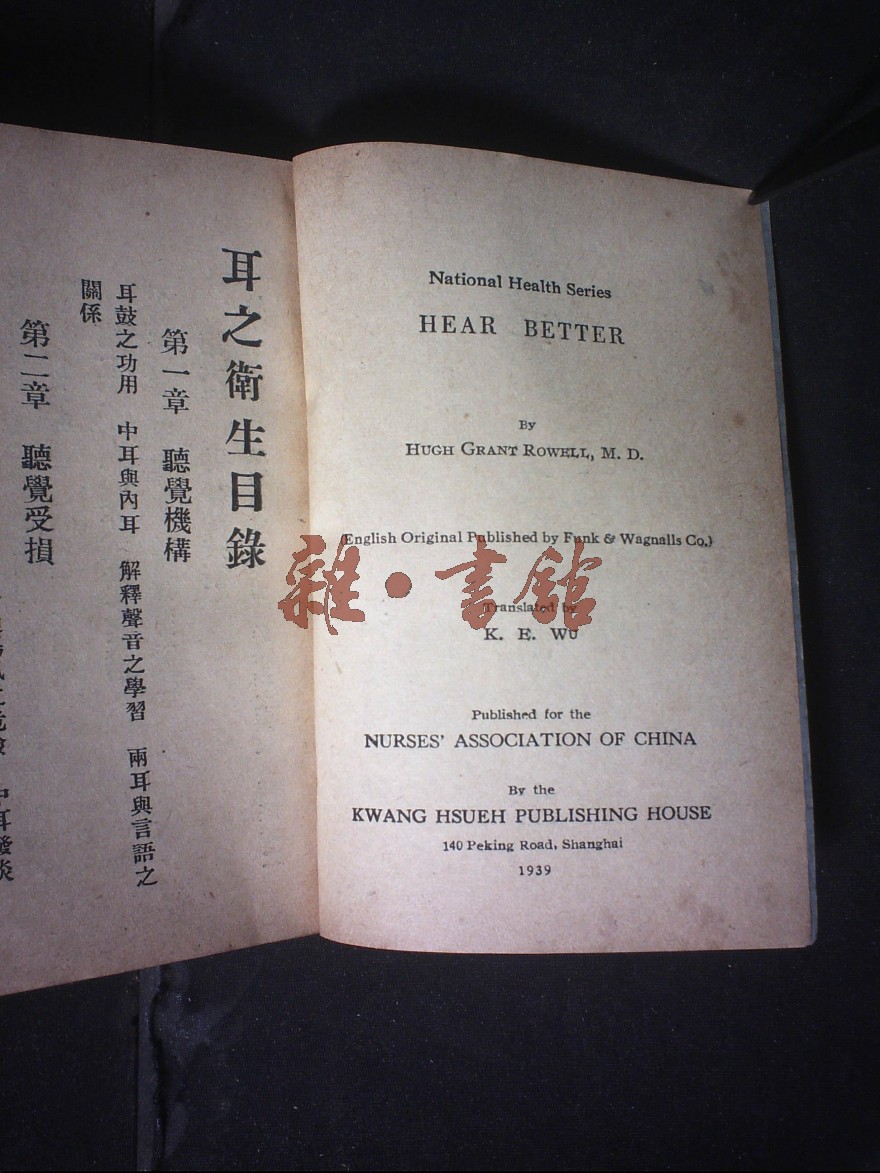 National Health Series
HEAR BETTER
By
HUGH GRANT ROWELL, M. D.
(English Original Published by Funk & Wagnalls Co.)
Translated by
K. E. WU
Published for the
NURSES' ASSOCIATION OF CHINA
By the
KWANG HSUEH PUBLISHING HOUSE
140 Peking Road, Shanghai
1939
耳之衛生目錄
第一章 聽覺機構
耳鼓之功用 中耳與內耳 解釋聲音之學習 兩耳與言語之
關係
第二章 聽覺受損
中耳發炎
雜·書館